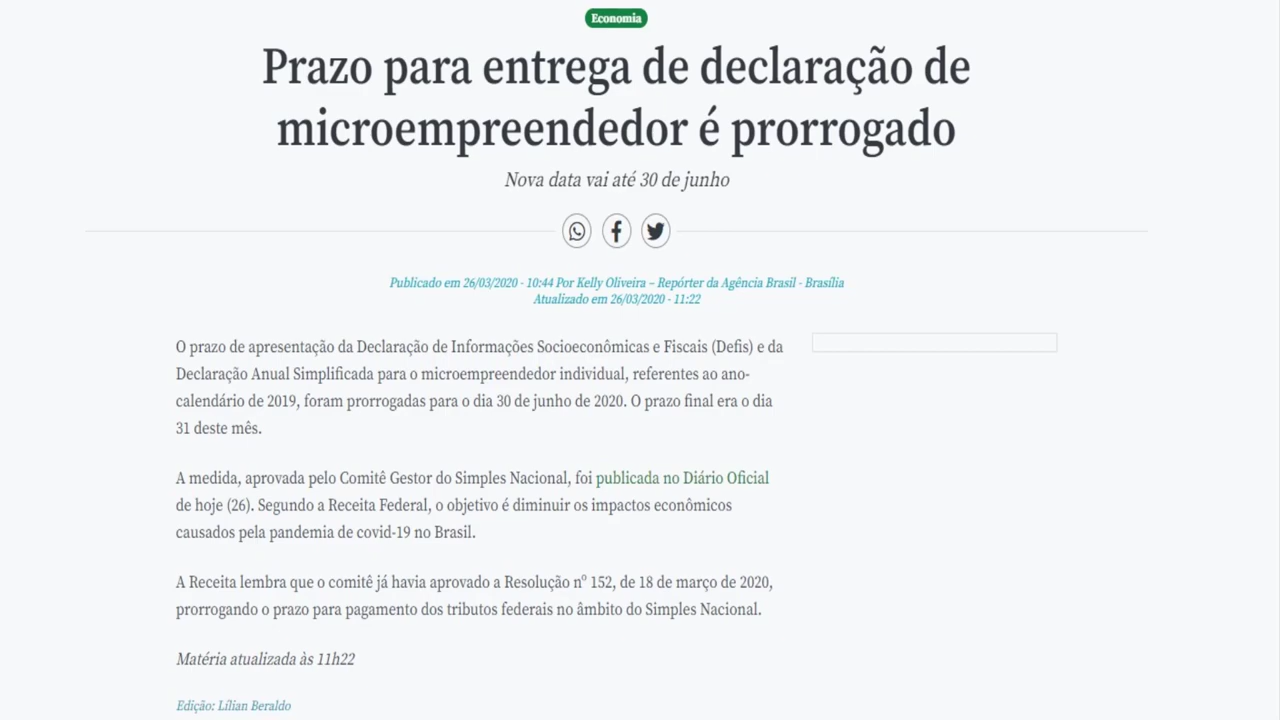 Economia
Prazo para entrega de declaração de
microempreendedor é prorrogado
Nova data vai até 30 de junho
Publicado em 26/03/2020 - 10:44 Por Kelly Oliveira – Repórter da Agência Brasil - Brasília
Atualizado em 26/03/2020 - 11:22
O prazo de apresentação da Declaração de Informações Socioeconômicas e Fiscais (Defis) e da
Declaração Anual Simplificada para o microempreendedor individual, referentes ao ano-
calendário de 2019, foram prorrogadas para o dia 30 de junho de 2020. O prazo final era o dia
31 deste mês.
A medida, aprovada pelo Comitê Gestor do Simples Nacional, foi publicada no Diário Oficial
de hoje (26). Segundo a Receita Federal, o objetivo é diminuir os impactos econômicos
causados pela pandemia de covid-19 no Brasil.
A Receita lembra que o comitê já havia aprovado a Resolução nº 152, de 18 de março de 2020,
prorrogando o prazo para pagamento dos tributos federais no âmbito do Simples Nacional.
Matéria atualizada às 11h22
Edição: Lílian Beraldo